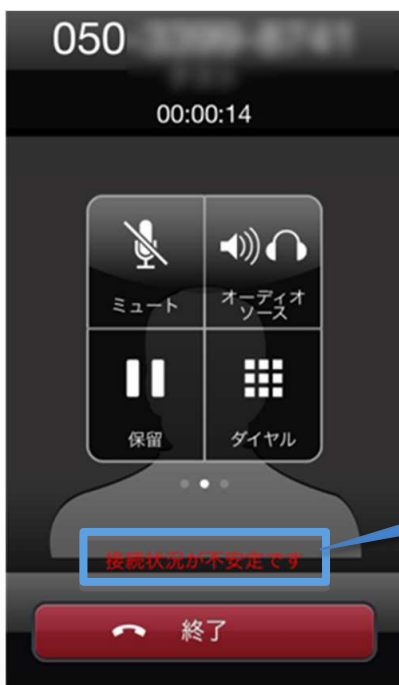 050
00:00:14
ミュート
オーディオ
ソース
保留
ダイヤル
接続状況が不安定です
終了